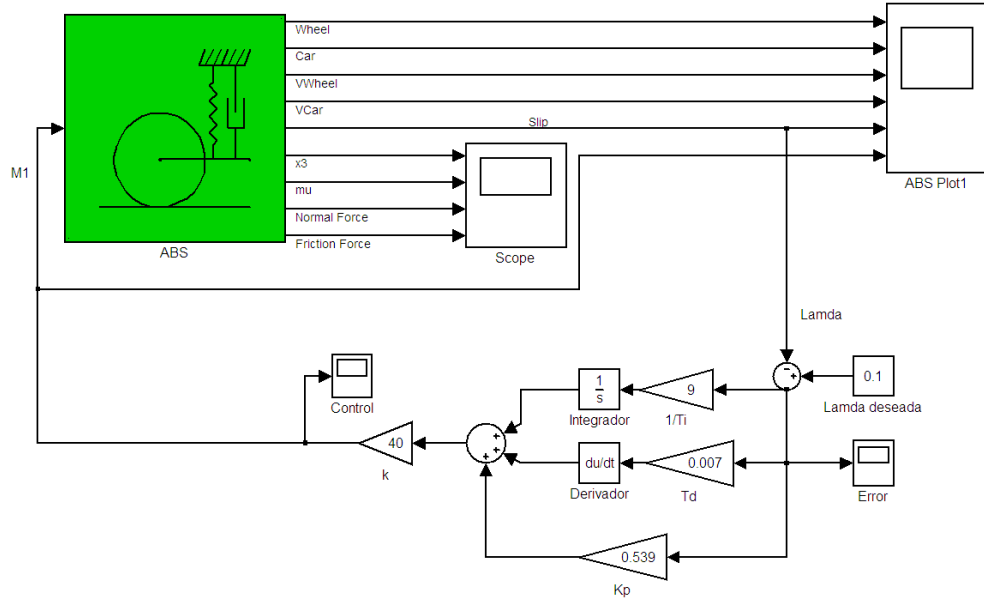 Wheel
Car
VWheel
VCar
Slip
x3
mu
Normal Force
Friction Force
M1
ABS
Scope
ABS Plot1
Lamda
Control
1
s
Integrador
9
1/Ti
-
+
0.1
Lamda deseada
40
k
+
+
+
du/dt
Derivador
0.007
Td
Error
0.539
Kp